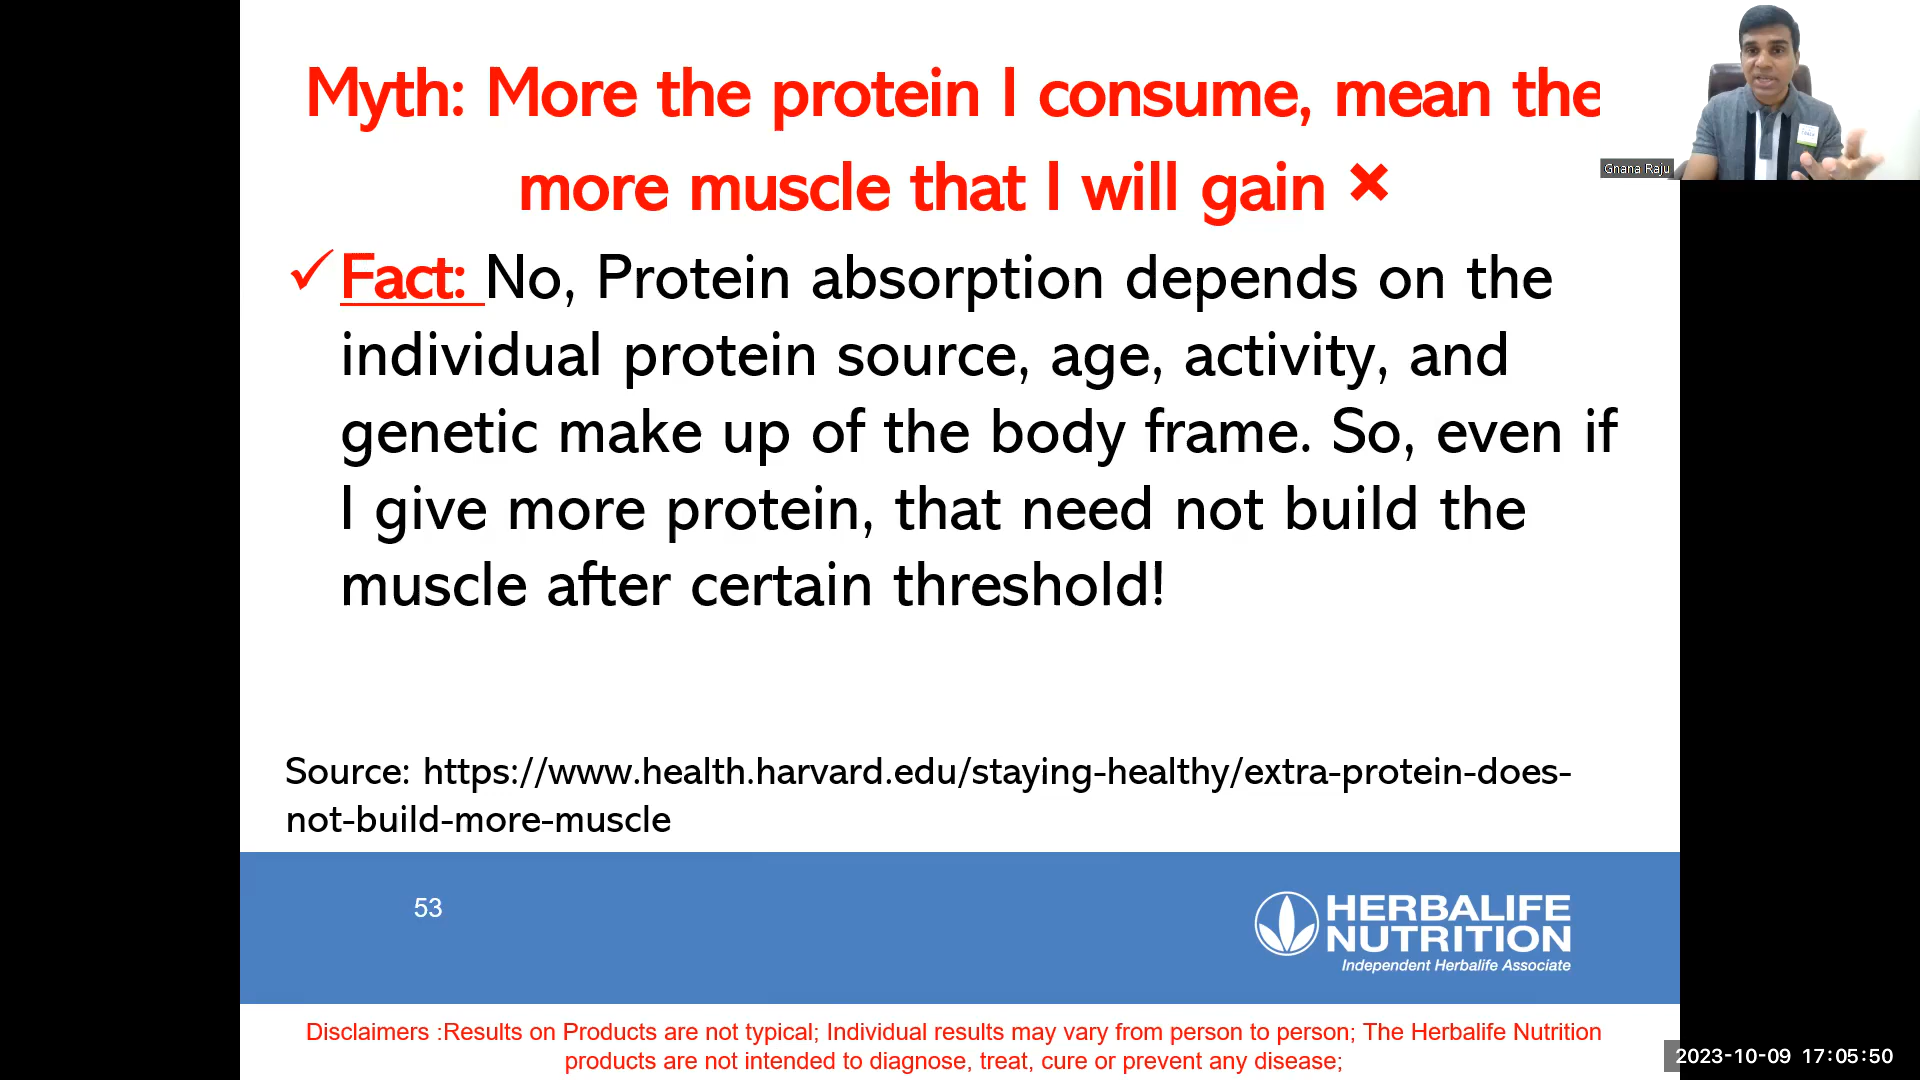 Myth: More the protein I consume, mean the
more muscle that I will gain ×
Gnana Raju
✓Fact: No, Protein absorption depends on the
individual protein source, age, activity, and
genetic make up of the body frame. So, even if
I give more protein, that need not build the
muscle after certain threshold!
Source: https://www.health.harvard.edu/staying-healthy/extra-protein-does-
not-build-more-muscle
53
HERBALIFE
NUTRITION
Independent Herbalife Associate
Disclaimers :Results on Products are not typical; Individual results may vary from person to person; The Herbalife Nutrition
products are not intended to diagnose, treat, cure or prevent any disease;
2023-10-09 17:05:50